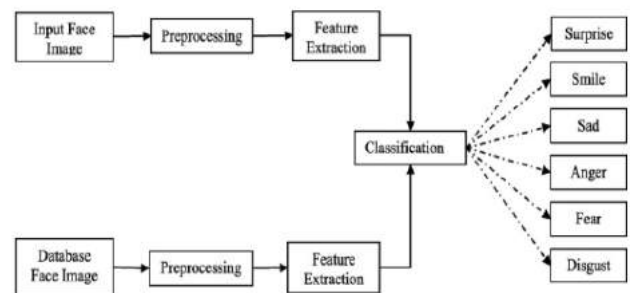 Input Face
Image
Preprocessing
Feature
Extraction
Classification
Surprise
Smile
Sad
Anger
Fear
Disgust
Database
Face Image
Preprocessing
Feature
Extraction